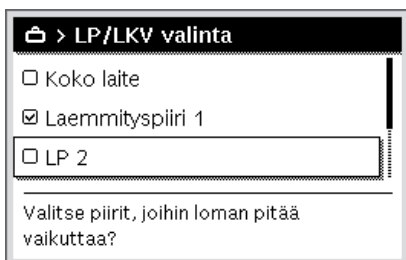 > LP/LKV valinta
Koko laite
Laemmityspiiri 1
LP 2
Valitse piirit, joihin loman pitää
vaikuttaa?